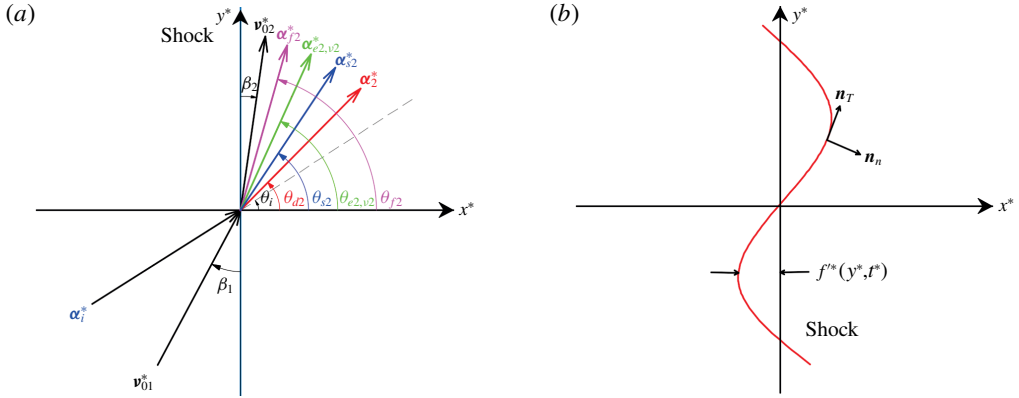 (a)
y*
Shock
v*02
α*f2
α*e2,v2
α*s2
α*2
β2
θi
θd2
θs2
θe2,v2
θf2
x*
β1
α*i
v*01
(b)
y*
nT
nn
x*
f′*(y*,t*)
Shock